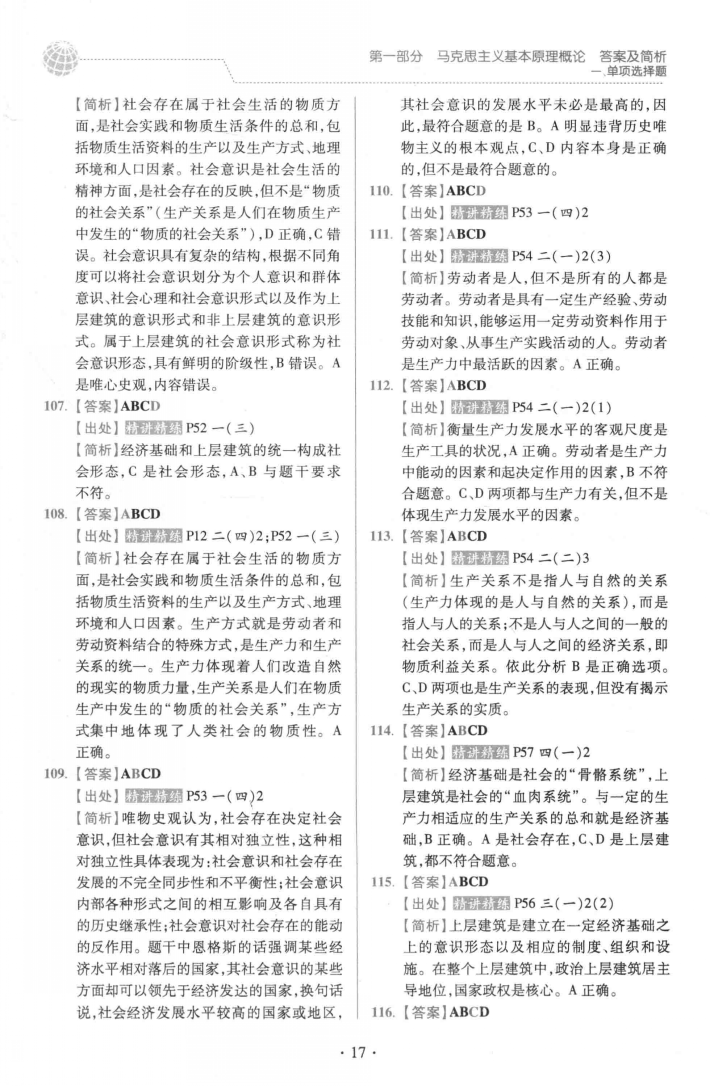 第一部分 马克思主义基本原理概论 答案及简析
一、单项选择题
【简析】社会存在属于社会生活的物质方
面,是社会实践和物质生活条件的总和,包
括物质生活资料的生产以及生产方式、地理
环境和人口因素。社会意识是社会生活的
精神方面,是社会存在的反映,但不是“物质
的社会关系”(生产关系是人们在物质生产
中发生的“物质的社会关系”),D 正确,C 错
误。社会意识具有复杂的结构,根据不同角
度可以将社会意识划分为个人意识和群体
意识、社会心理和社会意识形式以及作为上
层建筑的意识形式和非上层建筑的意识形
式。属于上层建筑的社会意识形式称为社
会意识形态,具有鲜明的阶级性,B 错误。A
是唯心史观,内容错误。
107. 【答案】ABCD
【出处】精讲精练 P52 一(三)
【简析】经济基础和上层建筑的统一构成社
会形态,C 是社会形态,A、B 与题干要求
不符。
108. 【答案】ABCD
【出处】精讲精练 P12 二(四)2;P52 一(三)
【简析】社会存在属于社会生活的物质方
面,是社会实践和物质生活条件的总和,包
括物质生活资料的生产以及生产方式、地理
环境和人口因素。生产方式就是劳动者和
劳动资料结合的特殊方式,是生产力和生产
关系的统一。生产力体现着人们改造自然
的现实的物质力量,生产关系是人们在物质
生产中发生的“物质的社会关系”,生产方
式集中地体现了人类社会的物质性。A
正确。
109. 【答案】ABCD
【出处】精讲精练 P53 一(四)2
【简析】唯物史观认为,社会存在决定社会
意识,但社会意识有其相对独立性,这种相
对独立性具体表现为:社会意识和社会存在
发展的不完全同步性和不平衡性;社会意识
内部各种形式之间的相互影响及各自具有
的历史继承性;社会意识对社会存在的能动
的反作用。题干中恩格斯的话强调某些经
济水平相对落后的国家,其社会意识的某些
方面却可以领先于经济发达的国家,换句话
说,社会经济发展水平较高的国家或地区,
其社会意识的发展水平未必是最高的,因
此,最符合题意的是 B。A 明显违背历史唯
物主义的根本观点,C、D 内容本身是正确
的,但不是最符合题意的。
110. 【答案】ABCD
【出处】精讲精练 P53 一(四)2
111. 【答案】ABCD
【出处】精讲精练 P54 二(一)2(3)
【简析】劳动者是人,但不是所有的人都是
劳动者。劳动者是具有一定生产经验、劳动
技能和知识,能够运用一定劳动资料作用于
劳动对象、从事生产实践活动的人。劳动者
是生产力中最活跃的因素。A 正确。
112. 【答案】ABCD
【出处】精讲精练 P54 二(一)2(1)
【简析】衡量生产力发展水平的客观尺度是
生产工具的状况,A 正确。劳动者是生产力
中能动的因素和起决定作用的因素,B 不符
合题意。C、D 两项都与生产力有关,但不是
体现生产力发展水平的因素。
113. 【答案】ABCD
【出处】精讲精练 P54 二(二)3
【简析】生产关系不是指人与自然的关系
(生产力体现的是人与自然的关系),而是
指人与人的关系;不是人与人之间的一般的
社会关系,而是人与人之间的经济关系,即
物质利益关系。依此分析 B 是正确选项。
C、D 两项也是生产关系的表现,但没有揭示
生产关系的实质。
114. 【答案】ABCD
【出处】精讲精练 P57 四(一)2
【简析】经济基础是社会的“骨骼系统”,上
层建筑是社会的“血肉系统”。与一定的生
产力相适应的生产关系的总和就是经济基
础,B 正确。A 是社会存在,C、D 是上层建
筑,都不符合题意。
115. 【答案】ABCD
【出处】精讲精练 P56 三(一)2(2)
【简析】上层建筑是建立在一定经济基础之
上的意识形态以及相应的制度、组织和设
施。在整个上层建筑中,政治上层建筑居主
导地位,国家政权是核心。A 正确。
116. 【答案】ABCD
· 17 ·